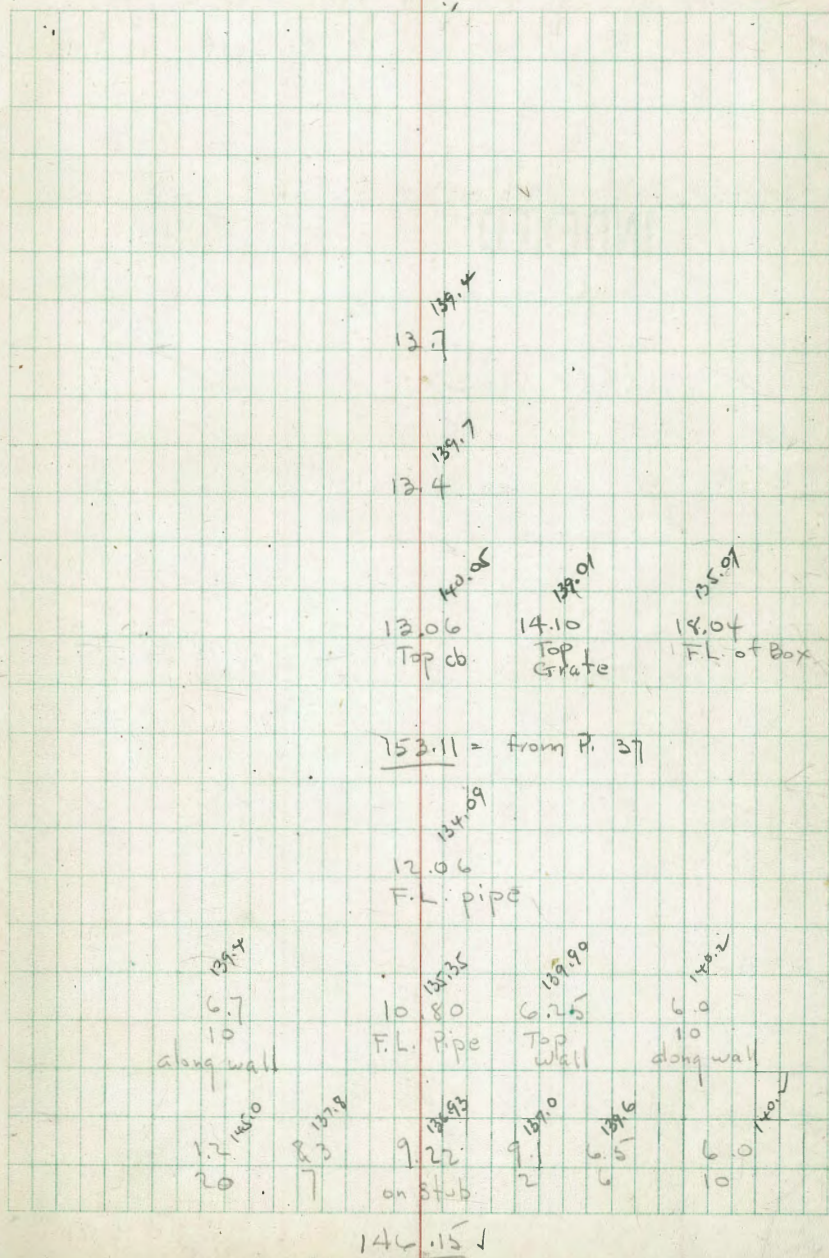 139.4
13.7
139.7
13.4
140.05 139.01 135.07
13.06 14.10 18.04
Top cb Top Grate F.L. of Box
153.11 = from P. 37
134.09
12.06
F.L. pipe
139.4 135.35 139.90 140.2
6.7 10.80 6.25 6.0
10 F.L. Pipe Top wall 10
along wall along wall
145.0 137.8 136.93 137.0 139.6 140.2
1.2 8.3 9.22 9.1 6.5 6.0
20 7 on Stub 2 6 10
146.15 ✓